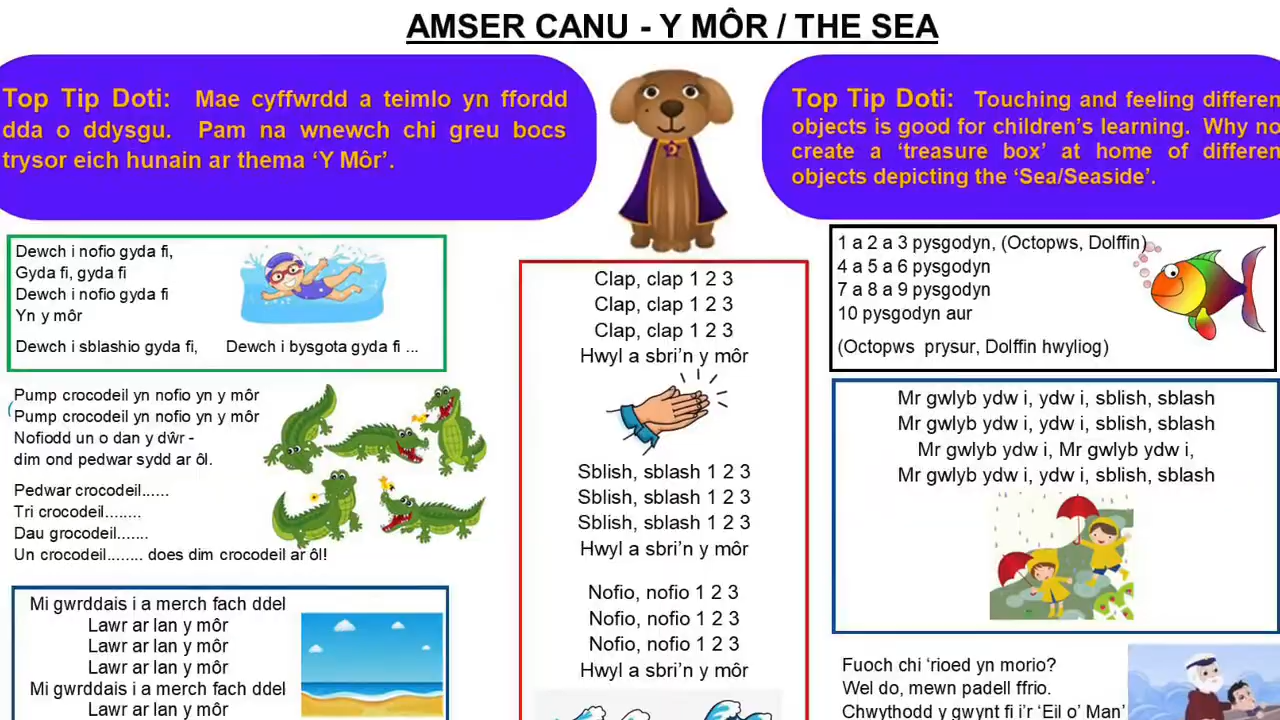 AMSER CANU - Y MÔR / THE SEA
Top Tip Doti: Mae cyffwrdd a teimlo yn ffordd
dda o ddysgu. Pam na wnewch chi greu bocs
trysor eich hunain ar thema ‘Y Môr’.
Top Tip Doti: Touching and feeling differen
objects is good for children’s learning. Why no
create a ‘treasure box’ at home of differen
objects depicting the ‘Sea/Seaside’.
Dewch i nofio gyda fi,
Gyda fi, gyda fi
Dewch i nofio gyda fi
Yn y môr
Dewch i sblashio gyda fi, Dewch i bysgota gyda fi ...
Pump crocodeil yn nofio yn y môr
Pump crocodeil yn nofio yn y môr
Nofiodd un o dan y dŵr -
dim ond pedwar sydd ar ôl.
Pedwar crocodeil......
Tri crocodeil........
Dau grocodeil.......
Un crocodeil........ does dim crocodeil ar ôl!
Mi gwrddais i a merch fach ddel
Lawr ar lan y môr
Lawr ar lan y môr
Lawr ar lan y môr
Mi gwrddais i a merch fach ddel
Lawr ar lan y môr
Clap, clap 1 2 3
Clap, clap 1 2 3
Clap, clap 1 2 3
Hwyl a sbri’n y môr
Sblish, sblash 1 2 3
Sblish, sblash 1 2 3
Sblish, sblash 1 2 3
Hwyl a sbri’n y môr
Nofio, nofio 1 2 3
Nofio, nofio 1 2 3
Nofio, nofio 1 2 3
Hwyl a sbri’n y môr
1 a 2 a 3 pysgodyn, (Octopws, Dolffin)
4 a 5 a 6 pysgodyn
7 a 8 a 9 pysgodyn
10 pysgodyn aur
(Octopws prysur, Dolffin hwyliog)
Mr gwlyb ydw i, ydw i, sblish, sblash
Mr gwlyb ydw i, ydw i, sblish, sblash
Mr gwlyb ydw i, Mr gwlyb ydw i,
Mr gwlyb ydw i, ydw i, sblish, sblash
Fuoch chi ‘rioed yn morio?
Wel do, mewn padell ffrio.
Chwythodd y gwynt fi i’r ‘Eil o’ Man’